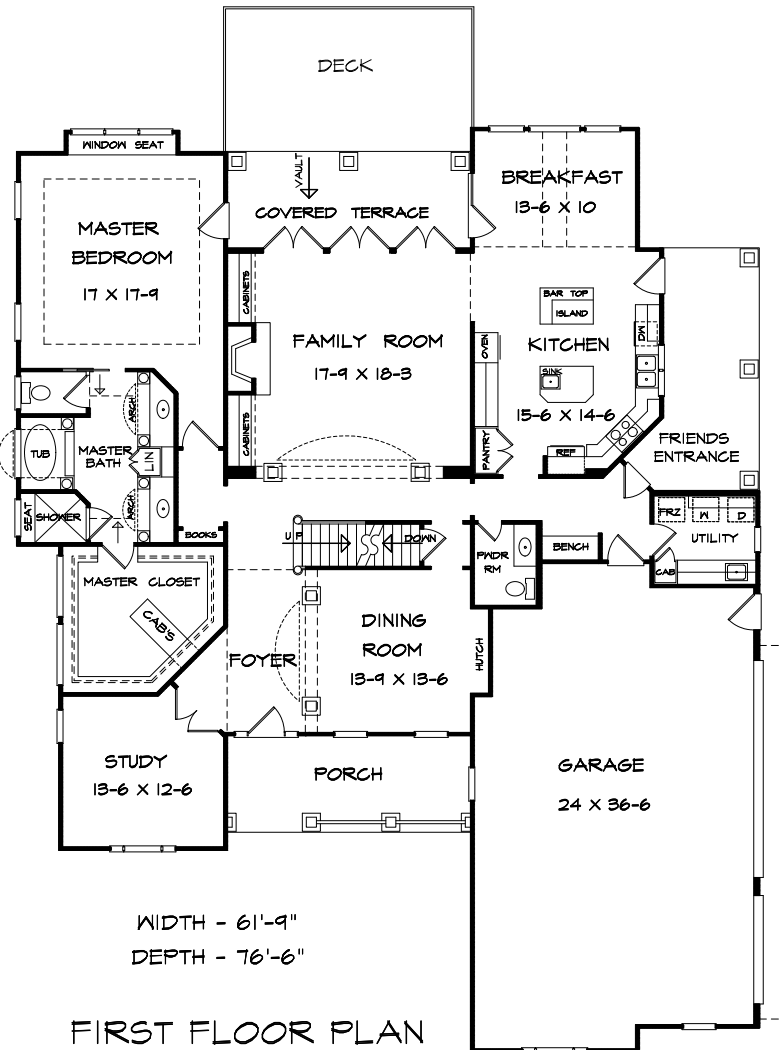 DECK
WINDOW SEAT
VAULT
COVERED TERRACE
BREAKFAST
13-6 X 10
MASTER
BEDROOM
17 X 17-9
CABINETS
FAMILY ROOM
17-9 X 18-3
CABINETS
BAR TOP
ISLAND
KITCHEN
SINK
15-6 X 14-6
OVEN
PANTRY
REF
MO
FRIENDS
ENTRANCE
ARCH
TUB
MASTER
BATH
LIN
ARCH
SEAT
SHOWER
BOOKS
UP
DOWN
PWDR
RM
BENCH
FRZ
W
D
UTILITY
CAB
MASTER CLOSET
CAB'S
FOYER
DINING
ROOM
13-9 X 13-6
HUTCH
STUDY
13-6 X 12-6
PORCH
GARAGE
24 X 36-6
WIDTH - 61'-9"
DEPTH - 76'-6"
FIRST FLOOR PLAN